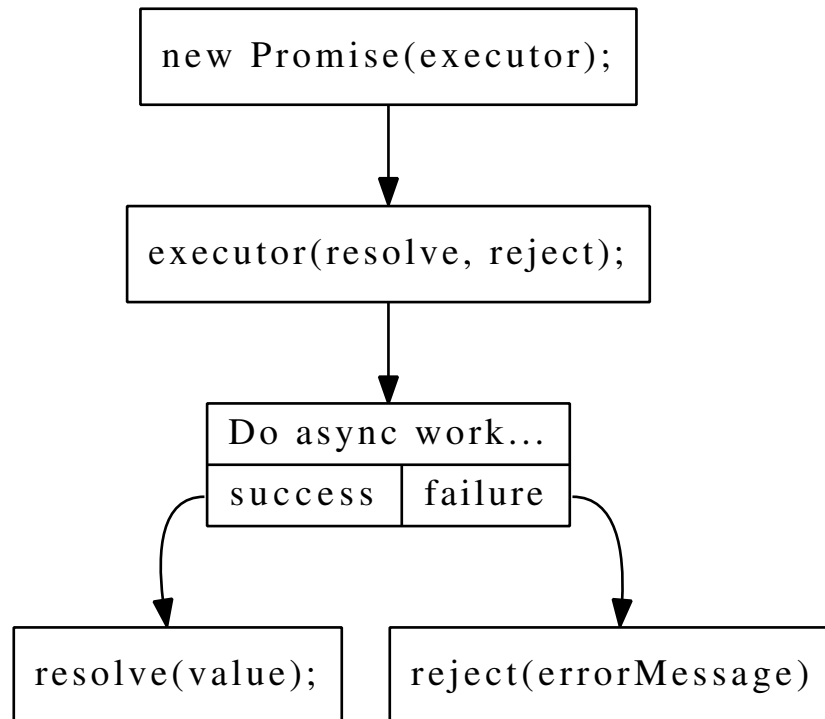 new Promise(executor);
executor(resolve, reject);
Do async work...
success failure
resolve(value); reject(errorMessage)